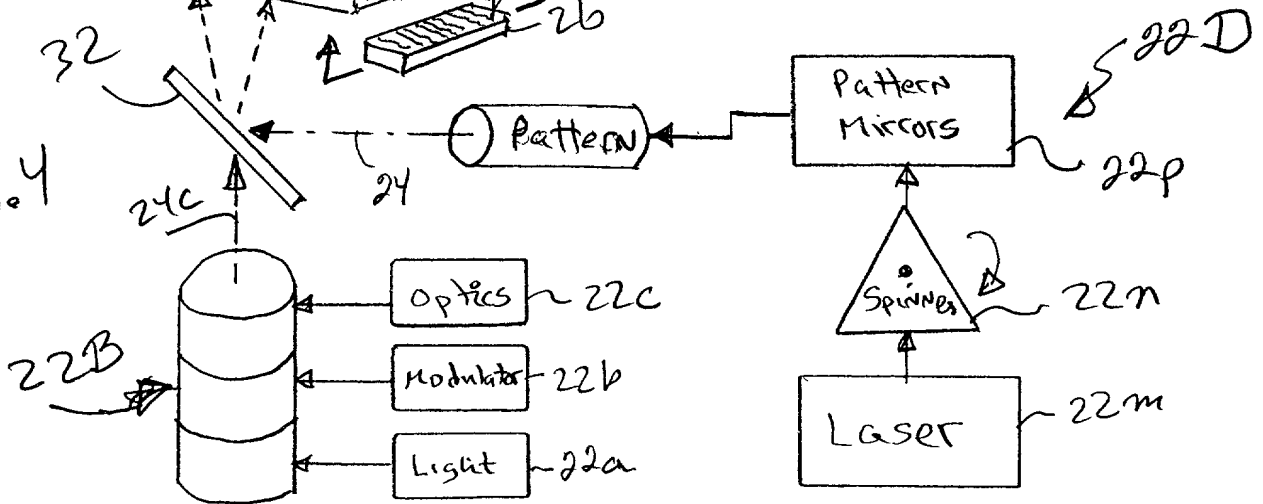 26
22D
32
Pattern
Mirrors
Pattern
22p
.4
24c
24
Optics
22c
Spinner
22n
22B
Modulator
22b
Laser
22m
Light
22a